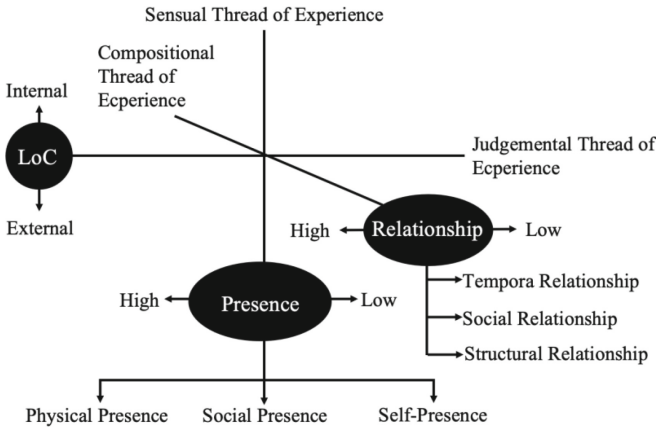 Sensual Thread of Experience
Compositional
Thread of
Ecperience
Internal
LoC
External
Judgemental Thread of
Ecperience
High
Relationship
Low
Tempora Relationship
Social Relationship
Structural Relationship
High
Presence
Low
Physical Presence
Social Presence
Self-Presence